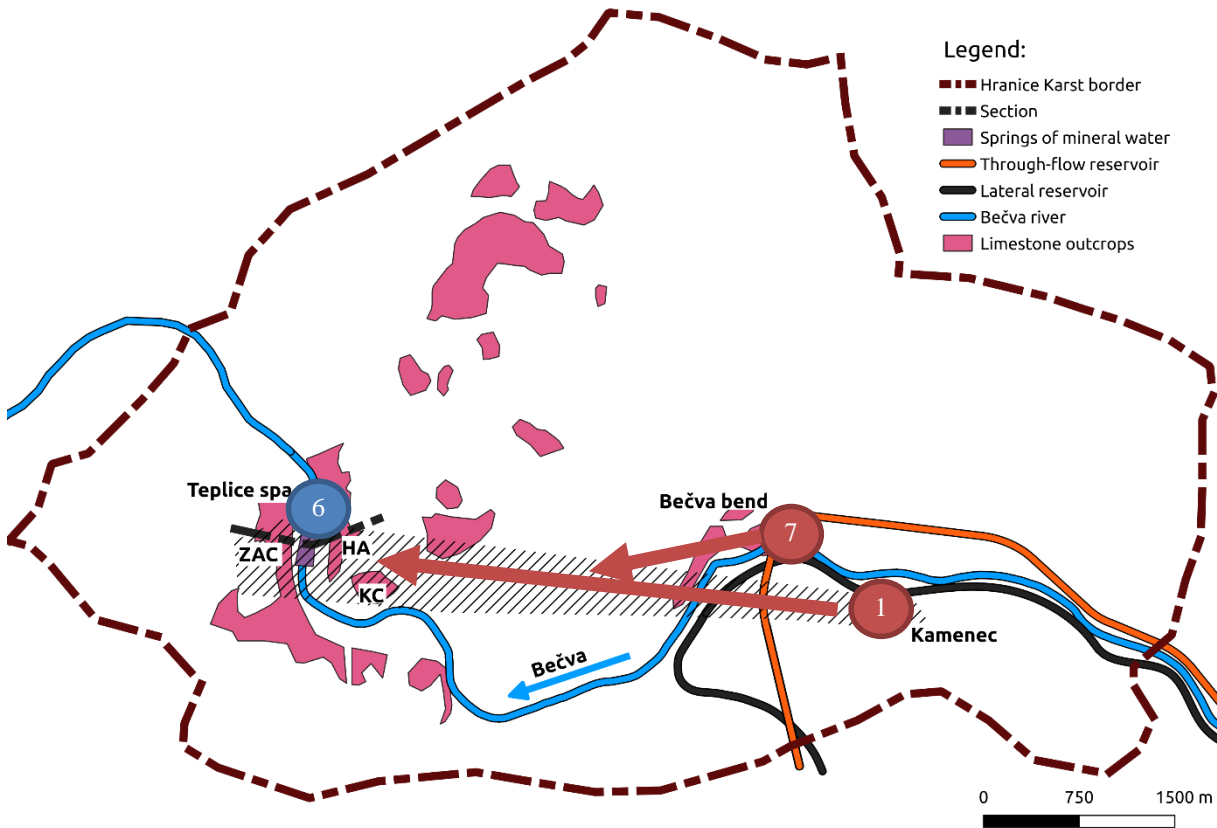 Legend:
Hranice Karst border
Section
Springs of mineral water
Through-flow reservoir
Lateral reservoir
Bečva river
Limestone outcrops
Teplice spa
6
Bečva bend
7
ZAC
HA
KC
1
Kamenec
Bečva
0 750 1500 m